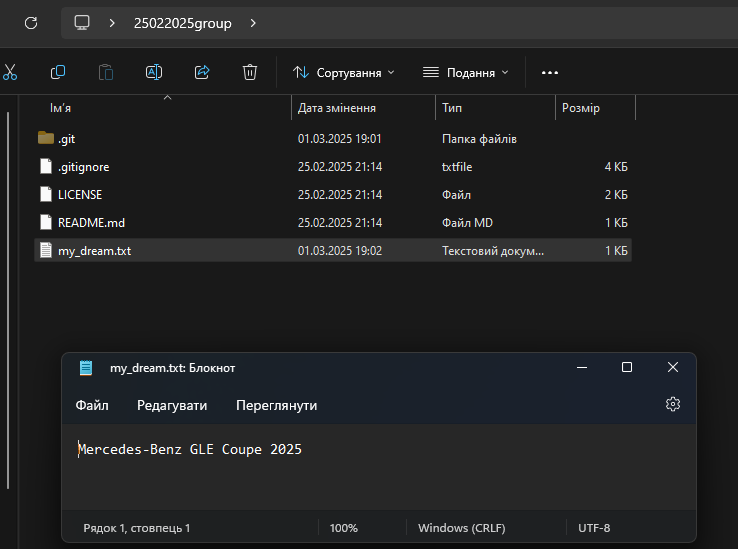 25022025group
Сортування
Подання
Ім’я Дата змінення Тип Розмір
.git 01.03.2025 19:01 Папка файлів
.gitignore 25.02.2025 21:14 txtfile 4 КБ
LICENSE 25.02.2025 21:14 Файл 2 КБ
README.md 25.02.2025 21:14 Файл MD 1 КБ
my_dream.txt 01.03.2025 19:02 Текстовий докум... 1 КБ
my_dream.txt: Блокнот
Файл Редагувати Переглянути
Mercedes-Benz GLE Coupe 2025
Рядок 1, стовпець 1 100% Windows (CRLF) UTF-8